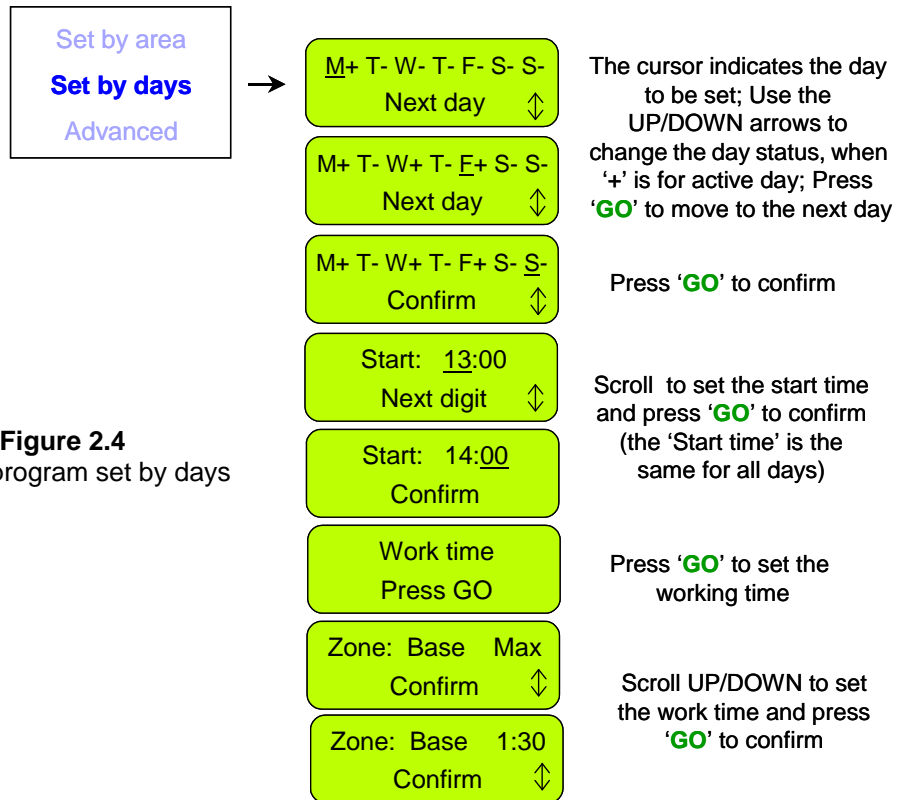 Set by area
Set by days
Advanced
M+ T- W- T- F- S- S-
Next day ↕
The cursor indicates the day
to be set; Use the
UP/DOWN arrows to
change the day status, when
‘+’ is for active day; Press
‘GO’ to move to the next day
M+ T- W+ T- F+ S- S-
Next day ↕
M+ T- W+ T- F+ S- S-
Confirm ↕
Press ‘GO’ to confirm
Start: 13:00
Next digit ↕
Scroll to set the start time
and press ‘GO’ to confirm
(the ‘Start time’ is the
same for all days)
Figure 2.4
program set by days
Start: 14:00
Confirm
Work time
Press GO
Press ‘GO’ to set the
working time
Zone: Base Max
Confirm ↕
Scroll UP/DOWN to set
the work time and press
‘GO’ to confirm
Zone: Base 1:30
Confirm ↕